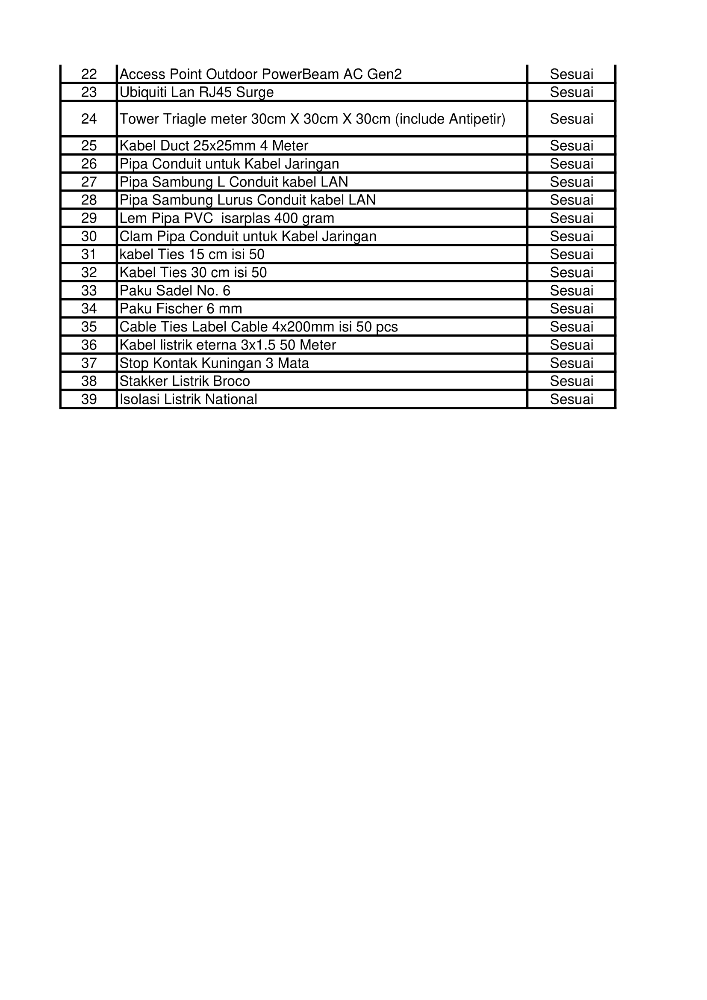 22 Access Point Outdoor PowerBeam AC Gen2 Sesuai
23 Ubiquiti Lan RJ45 Surge Sesuai
24 Tower Triagle meter 30cm X 30cm X 30cm (include Antipetir) Sesuai
25 Kabel Duct 25x25mm 4 Meter Sesuai
26 Pipa Conduit untuk Kabel Jaringan Sesuai
27 Pipa Sambung L Conduit kabel LAN Sesuai
28 Pipa Sambung Lurus Conduit kabel LAN Sesuai
29 Lem Pipa PVC  isarplas 400 gram Sesuai
30 Clam Pipa Conduit untuk Kabel Jaringan Sesuai
31 kabel Ties 15 cm isi 50 Sesuai
32 Kabel Ties 30 cm isi 50 Sesuai
33 Paku Sadel No. 6 Sesuai
34 Paku Fischer 6 mm Sesuai
35 Cable Ties Label Cable 4x200mm isi 50 pcs Sesuai
36 Kabel listrik eterna 3x1.5 50 Meter Sesuai
37 Stop Kontak Kuningan 3 Mata Sesuai
38 Stakker Listrik Broco Sesuai
39 Isolasi Listrik National Sesuai